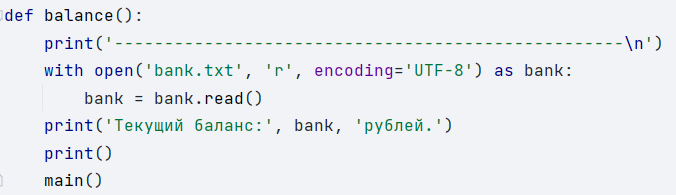 def balance():
    print('---------------------------------------------------\n')
    with open('bank.txt', 'r', encoding='UTF-8') as bank:
        bank = bank.read()
    print('Текущий баланс:', bank, 'рублей.')
    print()
    main()